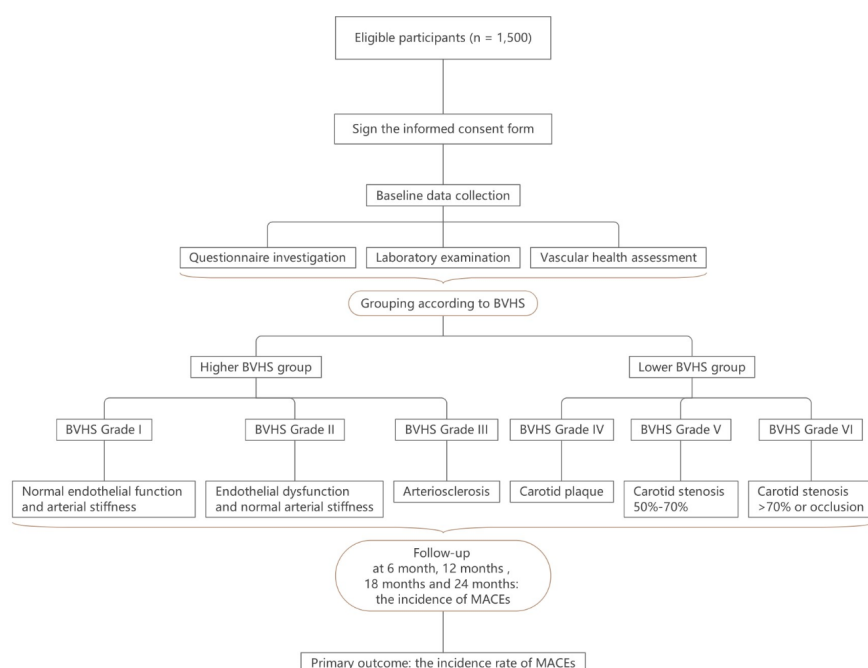 Eligible participants (n = 1,500)
Sign the informed consent form
Baseline data collection
Questionnaire investigation
Laboratory examination
Vascular health assessment
Grouping according to BVHS
Higher BVHS group
Lower BVHS group
BVHS Grade I
BVHS Grade II
BVHS Grade III
BVHS Grade IV
BVHS Grade V
BVHS Grade VI
Normal endothelial function
and arterial stiffness
Endothelial dysfunction
and normal arterial stiffness
Arteriosclerosis
Carotid plaque
Carotid stenosis
50%-70%
Carotid stenosis
>70% or occlusion
Follow-up
at 6 month, 12 months ,
18 months and 24 months:
the incidence of MACEs
Primary outcome: the incidence rate of MACEs